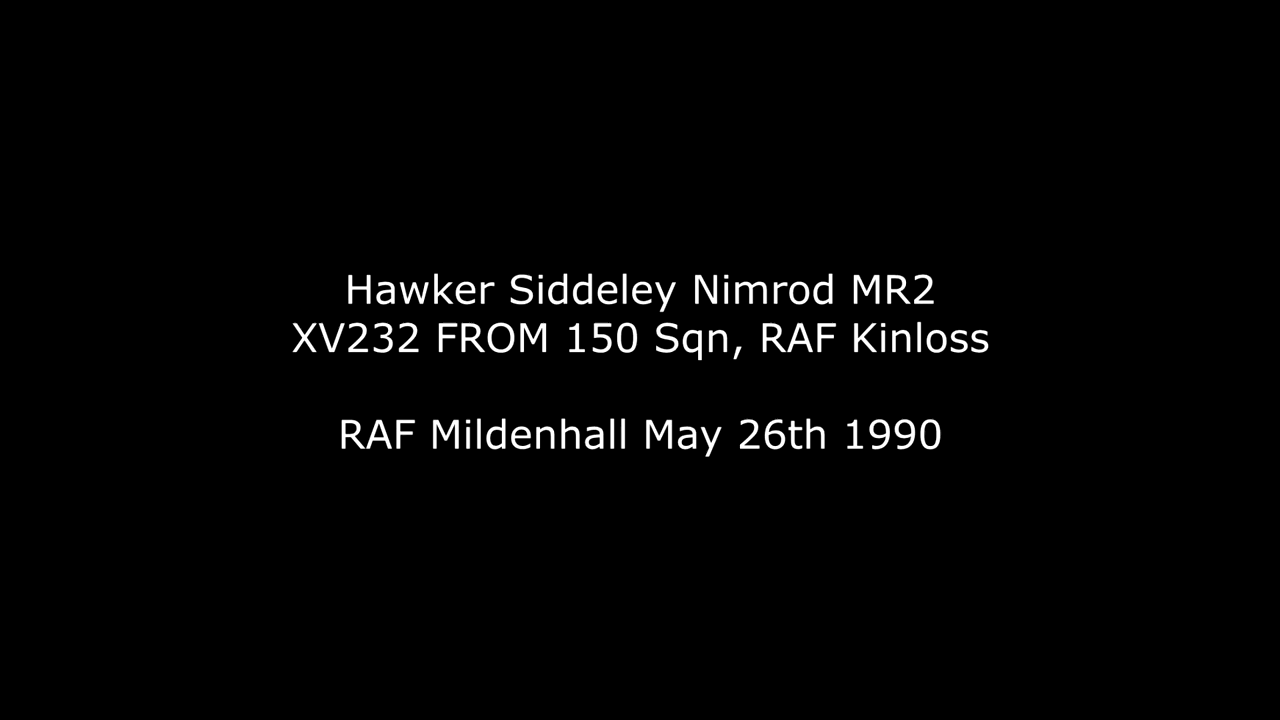 Hawker Siddeley Nimrod MR2
XV232 FROM 150 Sqn, RAF Kinloss
RAF Mildenhall May 26th 1990